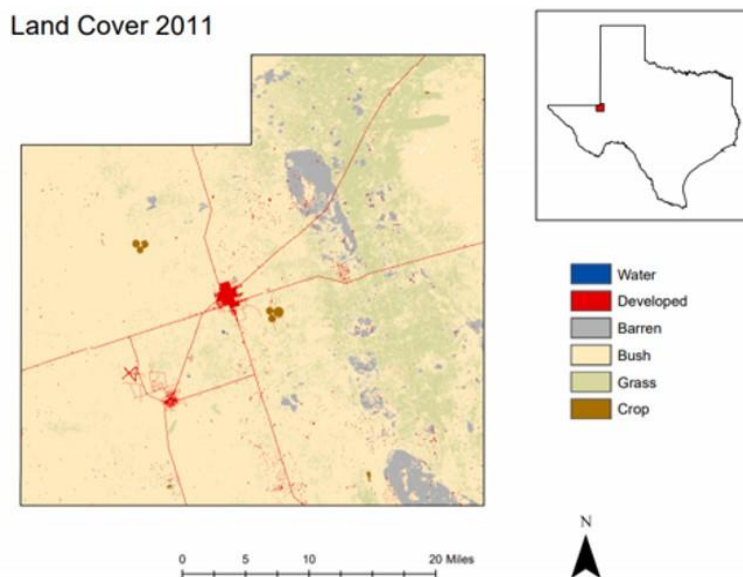 Land Cover 2011
Water
Developed
Barren
Bush
Grass
Crop
N
0 5 10 20 Miles